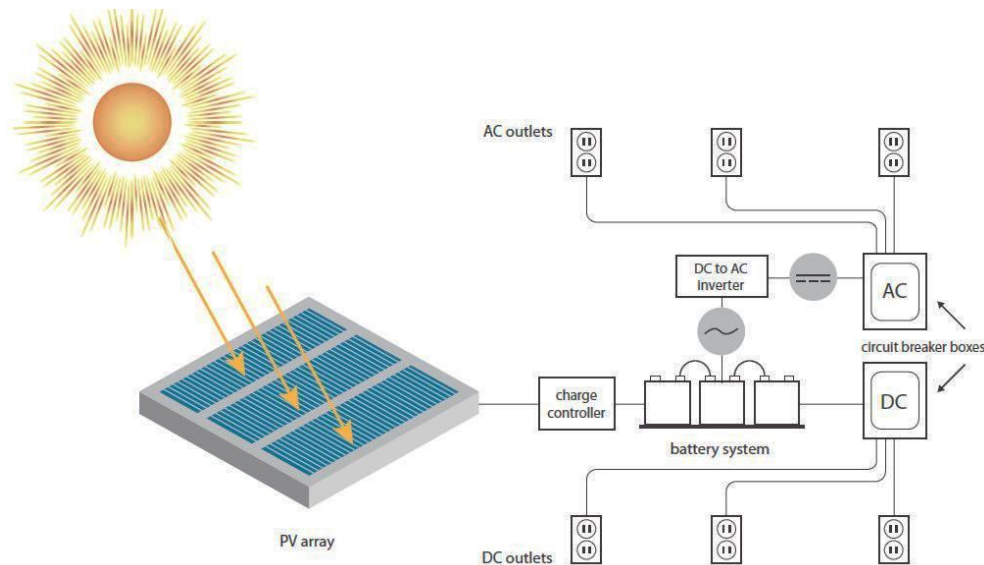 AC outlets
DC to AC
inverter
AC
circuit breaker boxes
charge
controller
DC
battery system
PV array
DC outlets